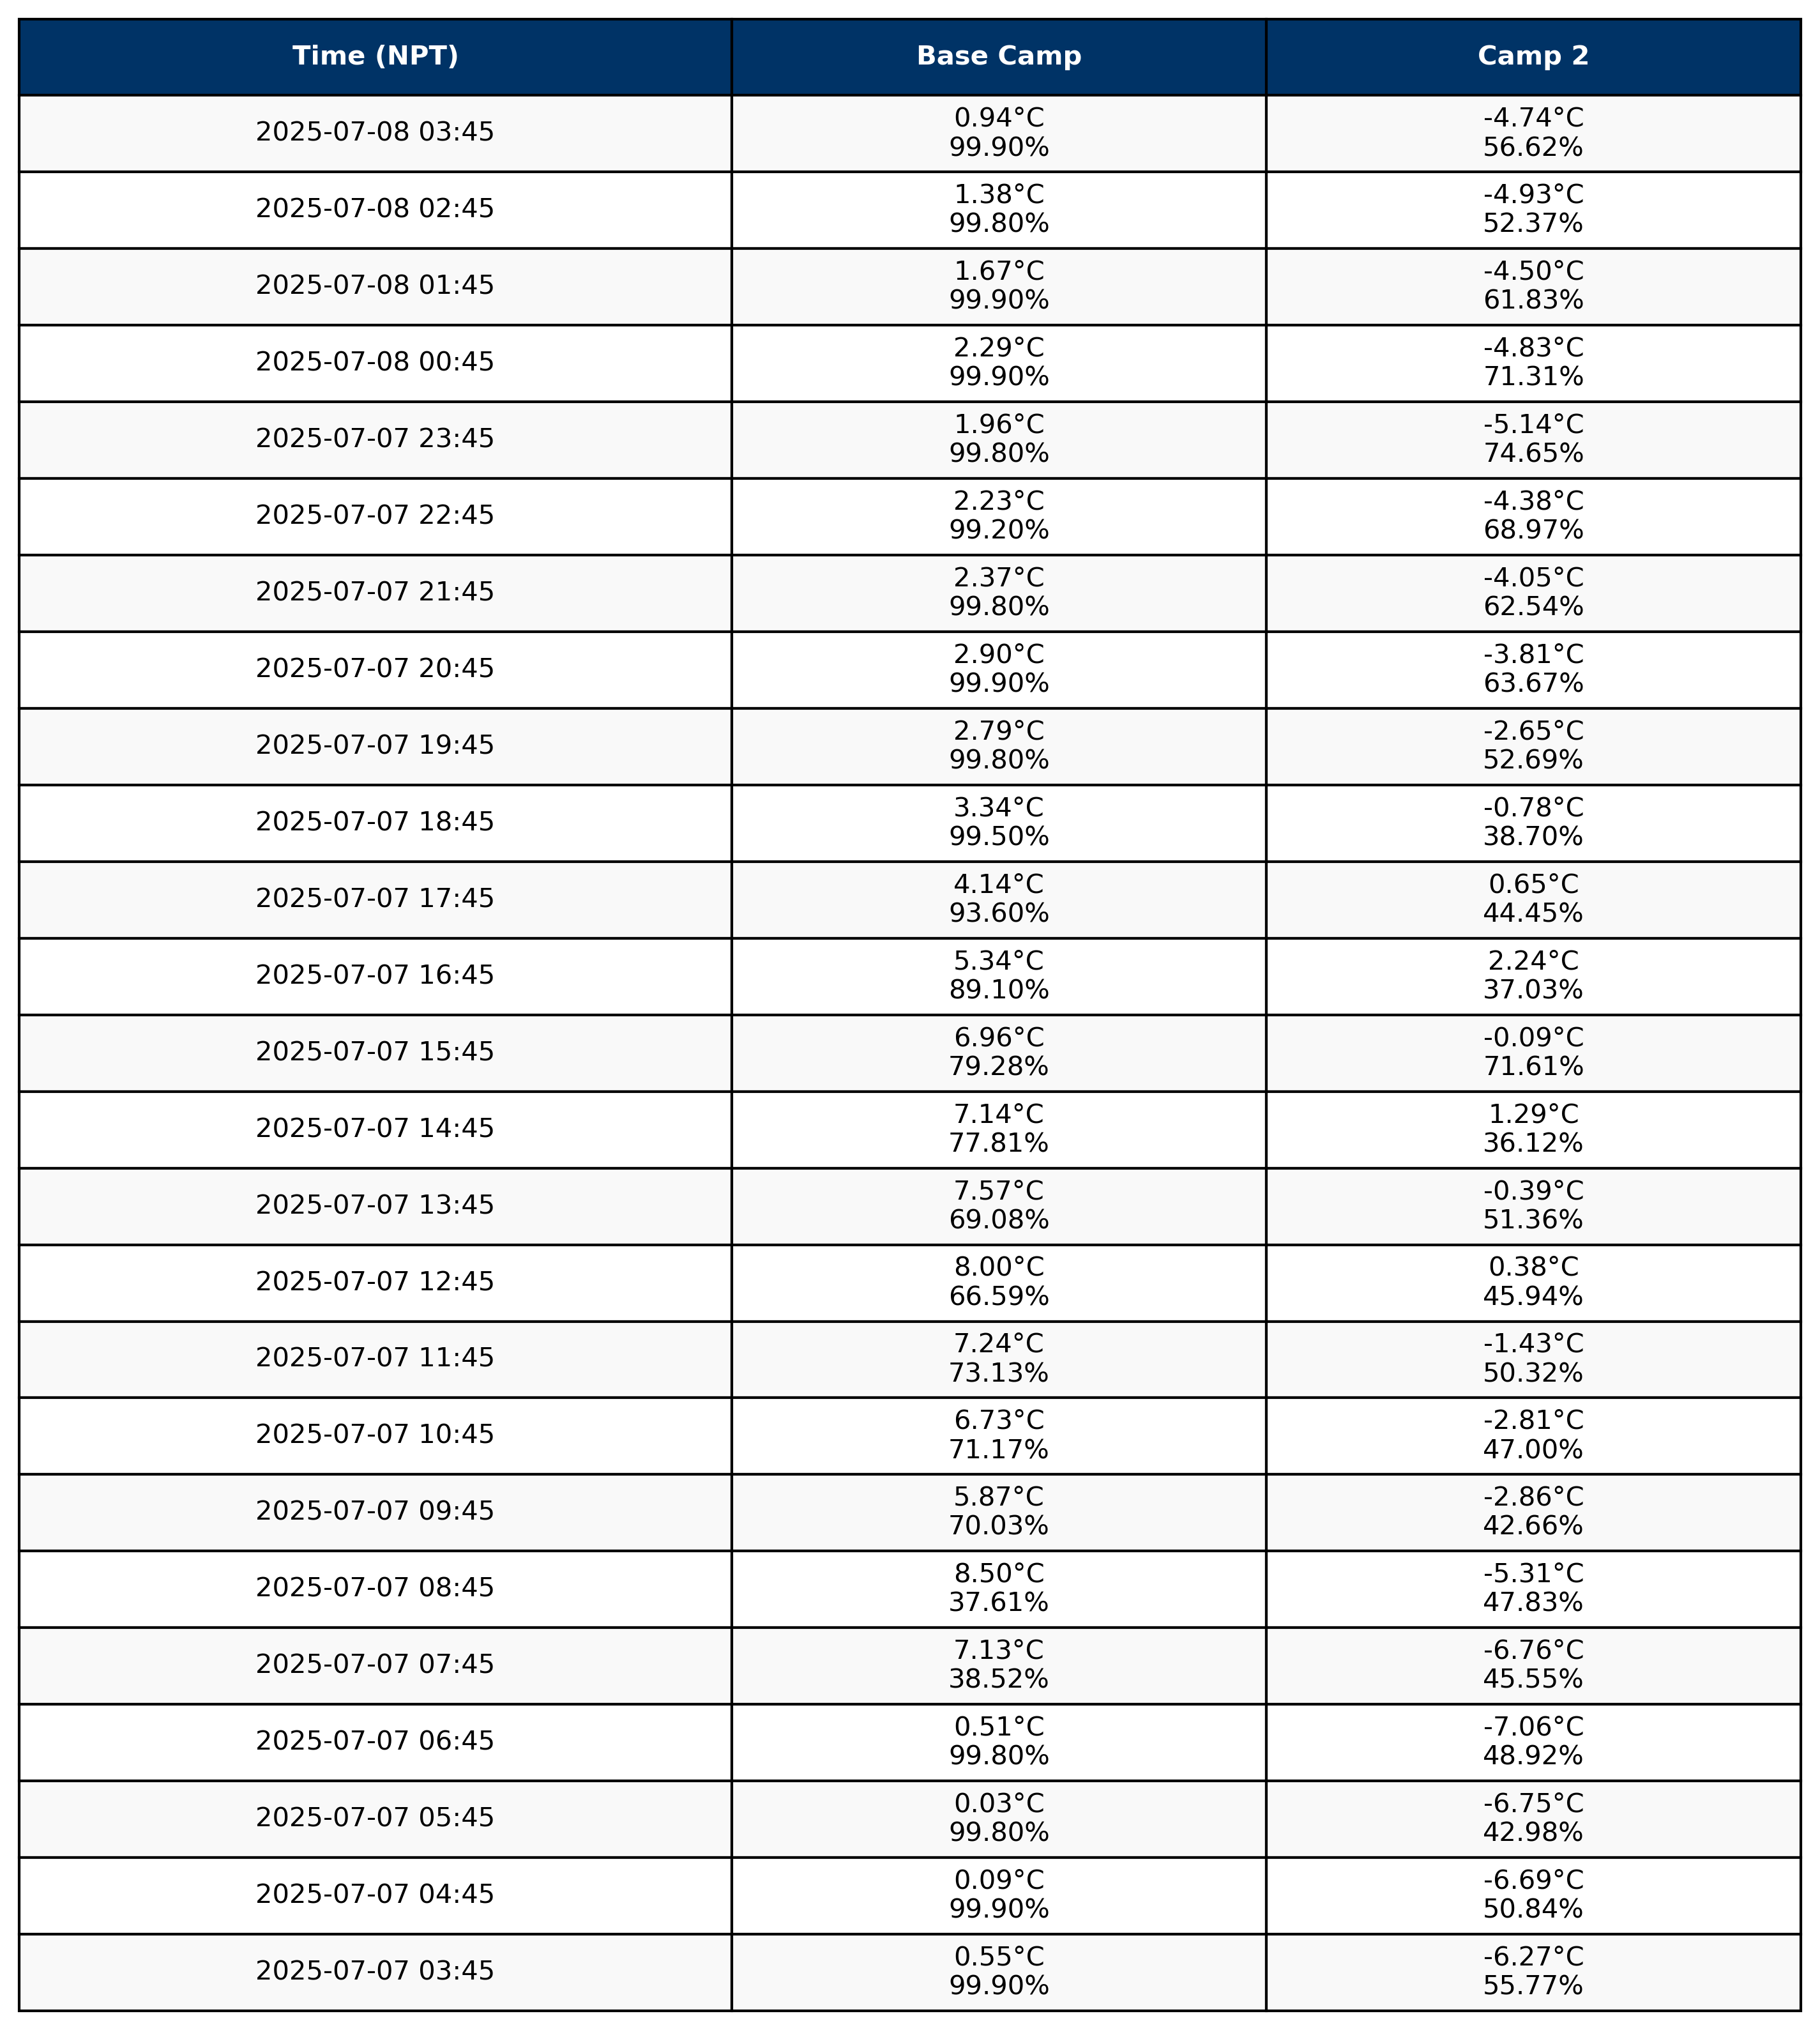 Time (NPT) Base Camp Camp 2
2025-07-08 03:45 0.94°C -4.74°C
99.90% 56.62%
2025-07-08 02:45 1.38°C -4.93°C
99.80% 52.37%
2025-07-08 01:45 1.67°C -4.50°C
99.90% 61.83%
2025-07-08 00:45 2.29°C -4.83°C
99.90% 71.31%
2025-07-07 23:45 1.96°C -5.14°C
99.80% 74.65%
2025-07-07 22:45 2.23°C -4.38°C
99.20% 68.97%
2025-07-07 21:45 2.37°C -4.05°C
99.80% 62.54%
2025-07-07 20:45 2.90°C -3.81°C
99.90% 63.67%
2025-07-07 19:45 2.79°C -2.65°C
99.80% 52.69%
2025-07-07 18:45 3.34°C -0.78°C
99.50% 38.70%
2025-07-07 17:45 4.14°C 0.65°C
93.60% 44.45%
2025-07-07 16:45 5.34°C 2.24°C
89.10% 37.03%
2025-07-07 15:45 6.96°C -0.09°C
79.28% 71.61%
2025-07-07 14:45 7.14°C 1.29°C
77.81% 36.12%
2025-07-07 13:45 7.57°C -0.39°C
69.08% 51.36%
2025-07-07 12:45 8.00°C 0.38°C
66.59% 45.94%
2025-07-07 11:45 7.24°C -1.43°C
73.13% 50.32%
2025-07-07 10:45 6.73°C -2.81°C
71.17% 47.00%
2025-07-07 09:45 5.87°C -2.86°C
70.03% 42.66%
2025-07-07 08:45 8.50°C -5.31°C
37.61% 47.83%
2025-07-07 07:45 7.13°C -6.76°C
38.52% 45.55%
2025-07-07 06:45 0.51°C -7.06°C
99.80% 48.92%
2025-07-07 05:45 0.03°C -6.75°C
99.80% 42.98%
2025-07-07 04:45 0.09°C -6.69°C
99.90% 50.84%
2025-07-07 03:45 0.55°C -6.27°C
99.90% 55.77%